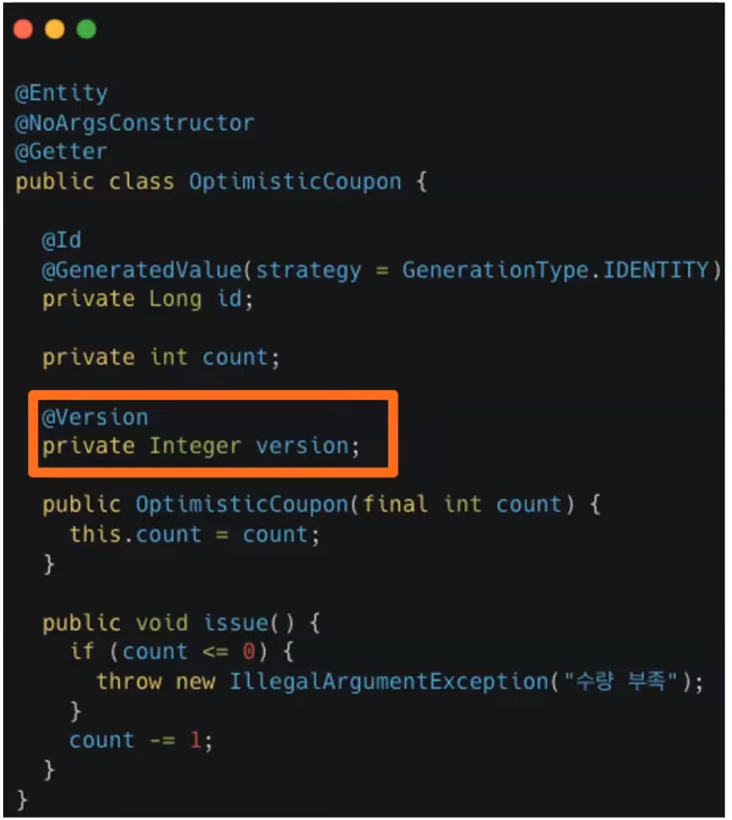 @Entity
@NoArgsConstructor
@Getter
public class OptimisticCoupon {
@Id
@GeneratedValue(strategy = GenerationType.IDENTITY)
private Long id;
private int count;
@Version
private Integer version;
public OptimisticCoupon(final int count) {
this.count = count;
}
public void issue() {
if (count <= 0) {
throw new IllegalArgumentException("수량 부족");
}
count -= 1;
}
}